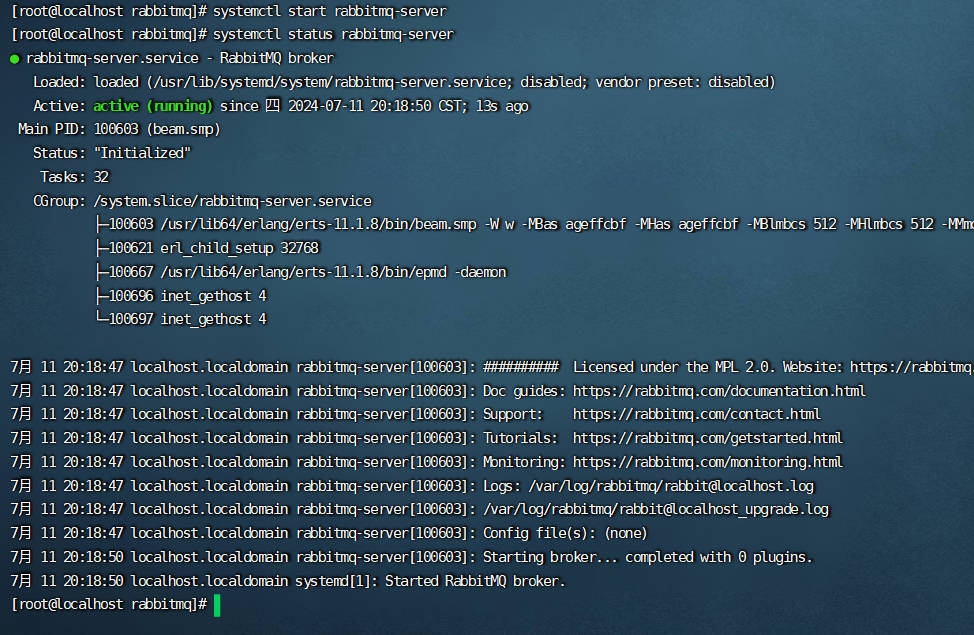 [root@localhost rabbitmq]# systemctl start rabbitmq-server
[root@localhost rabbitmq]# systemctl status rabbitmq-server
● rabbitmq-server.service - RabbitMQ broker
   Loaded: loaded (/usr/lib/systemd/system/rabbitmq-server.service; disabled; vendor preset: disabled)
   Active: active (running) since 四 2024-07-11 20:18:50 CST; 13s ago
 Main PID: 100603 (beam.smp)
   Status: "Initialized"
    Tasks: 32
   CGroup: /system.slice/rabbitmq-server.service
           ├─100603 /usr/lib64/erlang/erts-11.1.8/bin/beam.smp -W w -MBas ageffcbf -MHas ageffcbf -MBlmbcs 512 -MHlmbcs 512 -MMm
           ├─100621 erl_child_setup 32768
           ├─100667 /usr/lib64/erlang/erts-11.1.8/bin/epmd -daemon
           ├─100696 inet_gethost 4
           └─100697 inet_gethost 4

7月 11 20:18:47 localhost.localdomain rabbitmq-server[100603]: ##########  Licensed under the MPL 2.0. Website: https://rabbitmq.
7月 11 20:18:47 localhost.localdomain rabbitmq-server[100603]: Doc guides: https://rabbitmq.com/documentation.html
7月 11 20:18:47 localhost.localdomain rabbitmq-server[100603]: Support:    https://rabbitmq.com/contact.html
7月 11 20:18:47 localhost.localdomain rabbitmq-server[100603]: Tutorials:  https://rabbitmq.com/getstarted.html
7月 11 20:18:47 localhost.localdomain rabbitmq-server[100603]: Monitoring: https://rabbitmq.com/monitoring.html
7月 11 20:18:47 localhost.localdomain rabbitmq-server[100603]: Logs: /var/log/rabbitmq/rabbit@localhost.log
7月 11 20:18:47 localhost.localdomain rabbitmq-server[100603]: /var/log/rabbitmq/rabbit@localhost_upgrade.log
7月 11 20:18:47 localhost.localdomain rabbitmq-server[100603]: Config file(s): (none)
7月 11 20:18:50 localhost.localdomain rabbitmq-server[100603]: Starting broker... completed with 0 plugins.
7月 11 20:18:50 localhost.localdomain systemd[1]: Started RabbitMQ broker.
[root@localhost rabbitmq]#